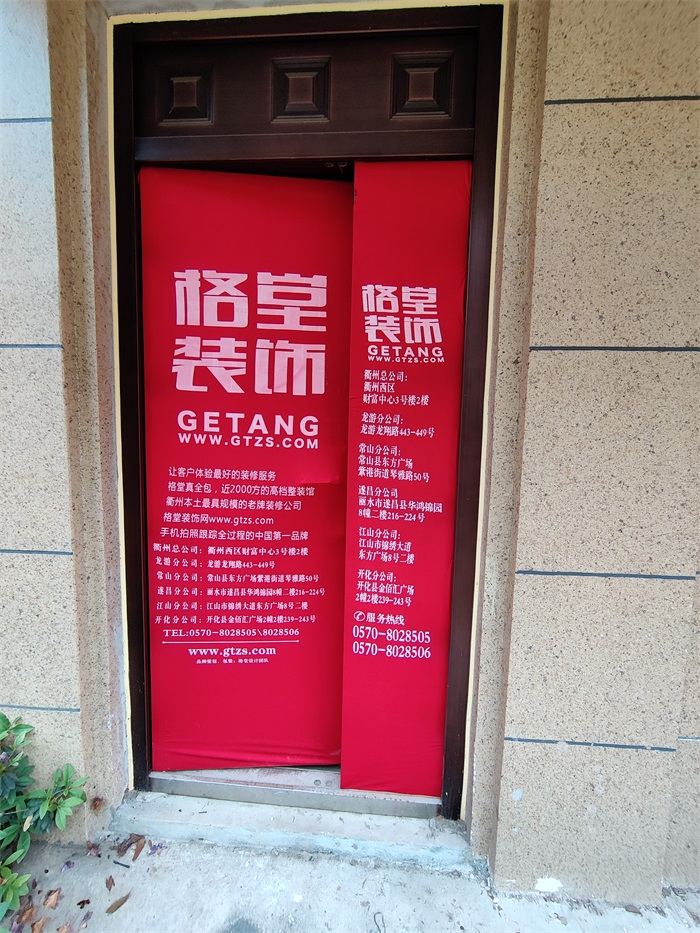 格堂
装饰
GETANG
WWW.GTZS.COM
让客户体验最好的装修服务
格堂真全包，近2000方的高档整装馆
衢州本土最具规模的老牌装修公司
格堂装饰网www.gtzs.com
手机拍照跟踪全过程的中国第一品牌
衢州总公司：衢州西区财富中心3号楼2楼
龙游分公司：龙游龙翔路443-449号
常山分公司：常山县东方广场紫港街道琴雅路50号
遂昌分公司：丽水市遂昌县华鸿锦园8幢二楼216-224号
江山分公司：江山市锦绣大道东方广场8号二楼
开化分公司：开化县金佰汇广场2幢2楼239-243号
TEL:0570-8028505\8028506
www.gtzs.com
品牌策划、包装：格堂设计团队
格堂
装饰
GETANG
WWW.GTZS.COM
衢州总公司：
衢州西区
财富中心3号楼2楼
龙游分公司：
龙游龙翔路443-449号
常山分公司：
常山县东方广场
紫港街道琴雅路50号
遂昌分公司
丽水市遂昌县华鸿锦园
8幢二楼216-224号
江山分公司：
江山市锦绣大道
东方广场8号二楼
开化分公司：
开化县金佰汇广场
2幢2楼239-243号
服务热线
0570-8028505
0570-8028506